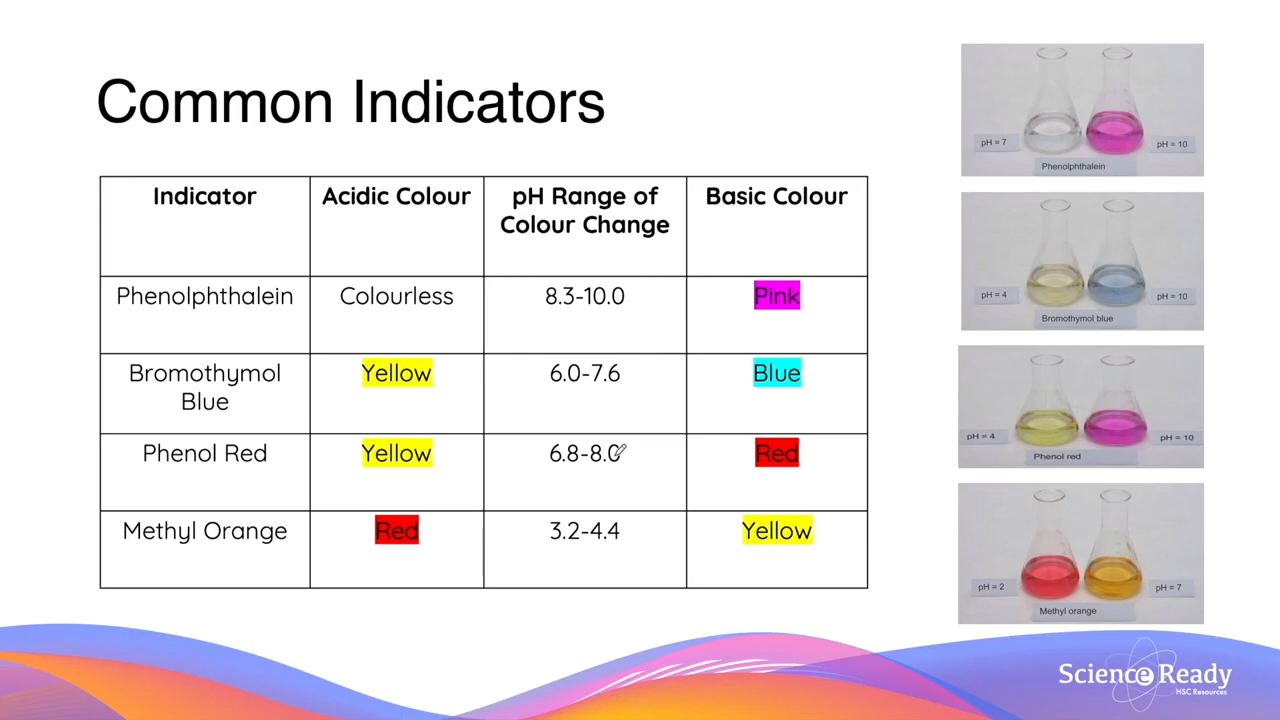 Common Indicators
Indicator
Acidic Colour
pH Range of
Colour Change
Basic Colour
Phenolphthalein
Colourless
8.3-10.0
Pink
Bromothymol
Blue
Yellow
6.0-7.6
Blue
Phenol Red
Yellow
6.8-8.0
Red
Methyl Orange
Red
3.2-4.4
Yellow
pH = 7
pH = 10
Phenolphthalein
pH = 4
pH = 10
Bromothymol blue
pH = 4
pH = 10
Phenol red
pH = 2
pH = 7
Methyl orange
Science Ready
HSC Resources